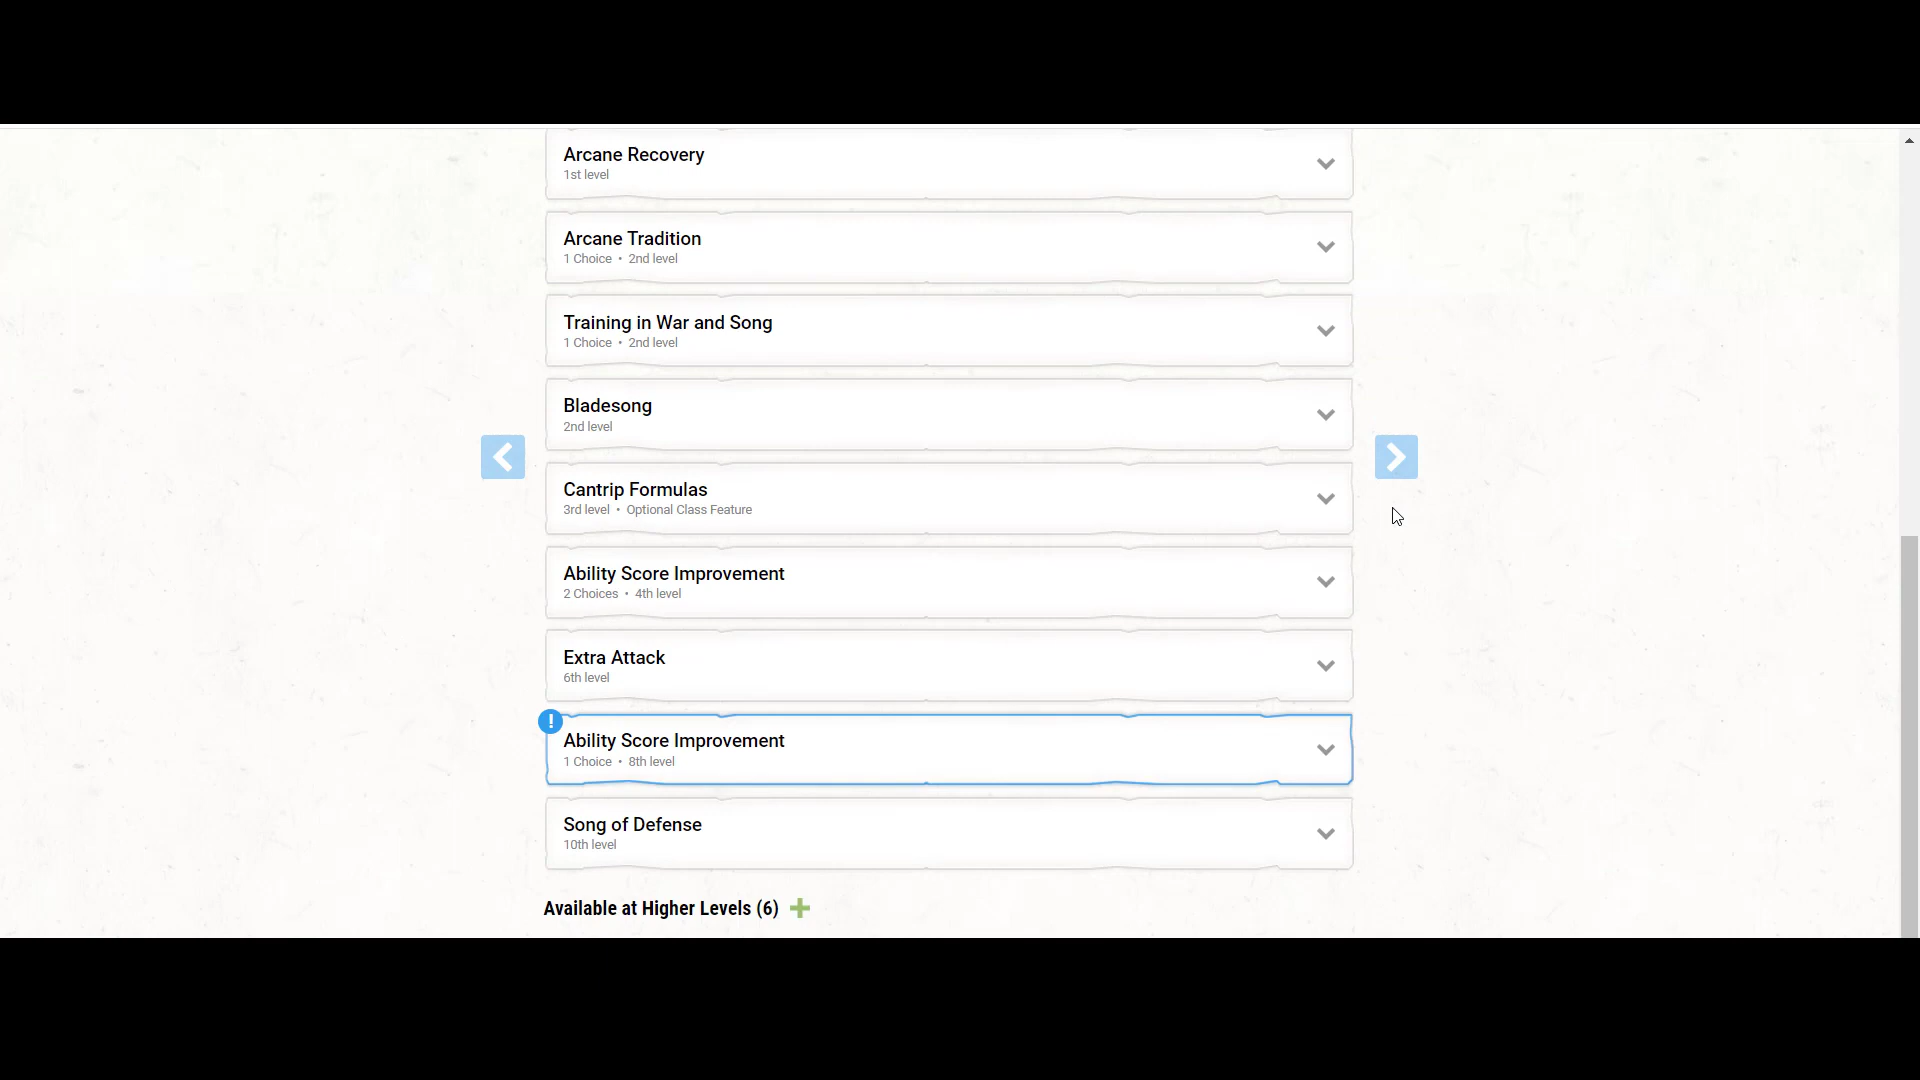 Arcane Recovery
1st level
Arcane Tradition
1 Choice • 2nd level
Training in War and Song
1 Choice • 2nd level
Bladesong
2nd level
Cantrip Formulas
3rd level • Optional Class Feature
Ability Score Improvement
2 Choices • 4th level
Extra Attack
6th level
!
Ability Score Improvement
1 Choice • 8th level
Song of Defense
10th level
Available at Higher Levels (6)